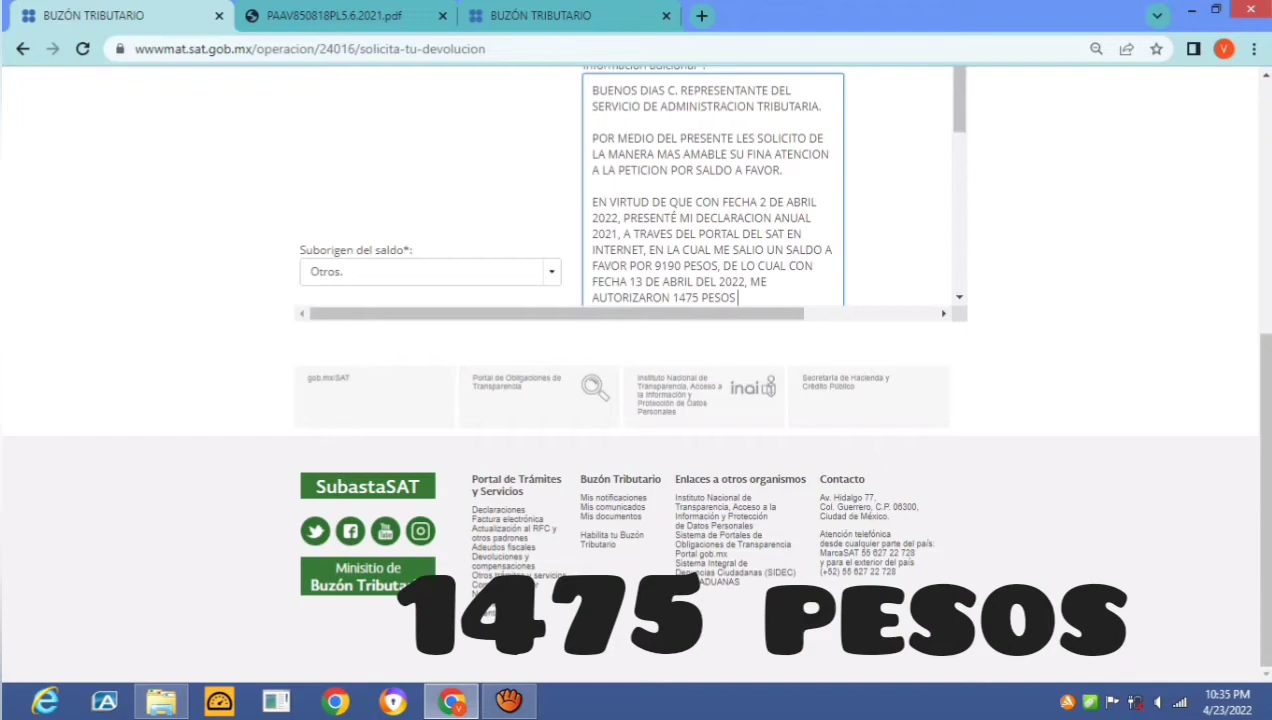 BUZÓN TRIBUTARIO
PAAV850818PL5.6.2021.pdf
BUZÓN TRIBUTARIO
wwwmat.sat.gob.mx/operacion/24016/solicita-tu-devolucion
V
Información adicional*:
BUENOS DIAS C. REPRESENTANTE DEL
SERVICIO DE ADMINISTRACION TRIBUTARIA.
POR MEDIO DEL PRESENTE LES SOLICITO DE
LA MANERA MAS AMABLE SU FINA ATENCION
A LA PETICION POR SALDO A FAVOR.
EN VIRTUD DE QUE CON FECHA 2 DE ABRIL
2022, PRESENTÉ MI DECLARACION ANUAL
2021, A TRAVES DEL PORTAL DEL SAT EN
INTERNET, EN LA CUAL ME SALIO UN SALDO A
FAVOR POR 9190 PESOS, DE LO CUAL CON
FECHA 13 DE ABRIL DEL 2022, ME
AUTORIZARON 1475 PESOS
Suborigen del saldo*:
Otros.
gob.mx/SAT
Portal de Obligaciones de
Transparencia
Instituto Nacional de
Transparencia, Acceso a
la Información y
Protección de Datos
Personales
inai
Secretaría de Hacienda y
Crédito Público
SubastaSAT
Minisitio de
Buzón Tributa
Portal de Trámites
y Servicios
Declaraciones
Factura electrónica
Actualización al RFC y
otros padrones
Adeudos fiscales
Devoluciones y
compensaciones
Otros trámites y servicios
Buzón Tributario
Mis notificaciones
Mis comunicados
Mis documentos
Habilita tu Buzón
Tributario
Enlaces a otros organismos
Instituto Nacional de
Transparencia, Acceso a la
Información y Protección
de Datos Personales
Sistema de Portales de
Obligaciones de Transparencia
Portal gob.mx
Sistema Integral de
Denuncias Ciudadanas (SIDEC)
ADUANAS
Contacto
Av. Hidalgo 77,
Col. Guerrero, C.P. 06300,
Ciudad de México.
Atención telefónica
desde cualquier parte del país:
MarcaSAT 55 627 22 728
y para el exterior del país
(+52) 55 627 22 728
1475 PESOS
10:35 PM
4/23/2022